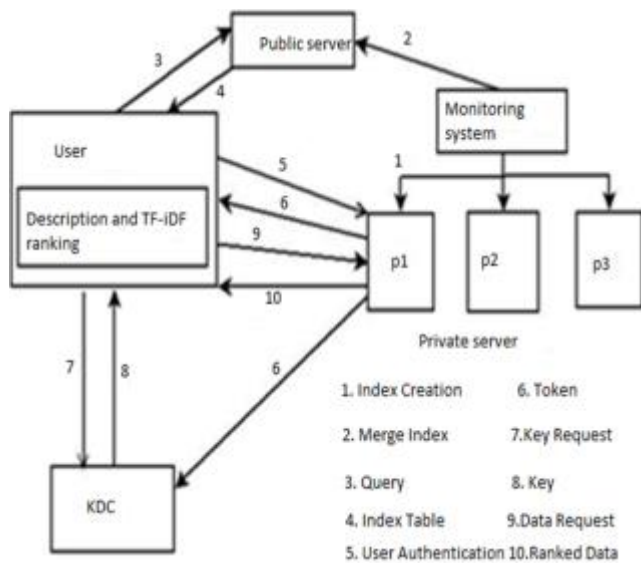 Public server
2
3
4
Monitoring
system
User
1
5
Description and TF-iDF
ranking
6
9
p1
p2
p3
10
Private server
7
8
6
KDC
1. Index Creation
6. Token
2. Merge Index
7.Key Request
3. Query
8. Key
4. Index Table
9.Data Request
5. User Authentication
10.Ranked Data